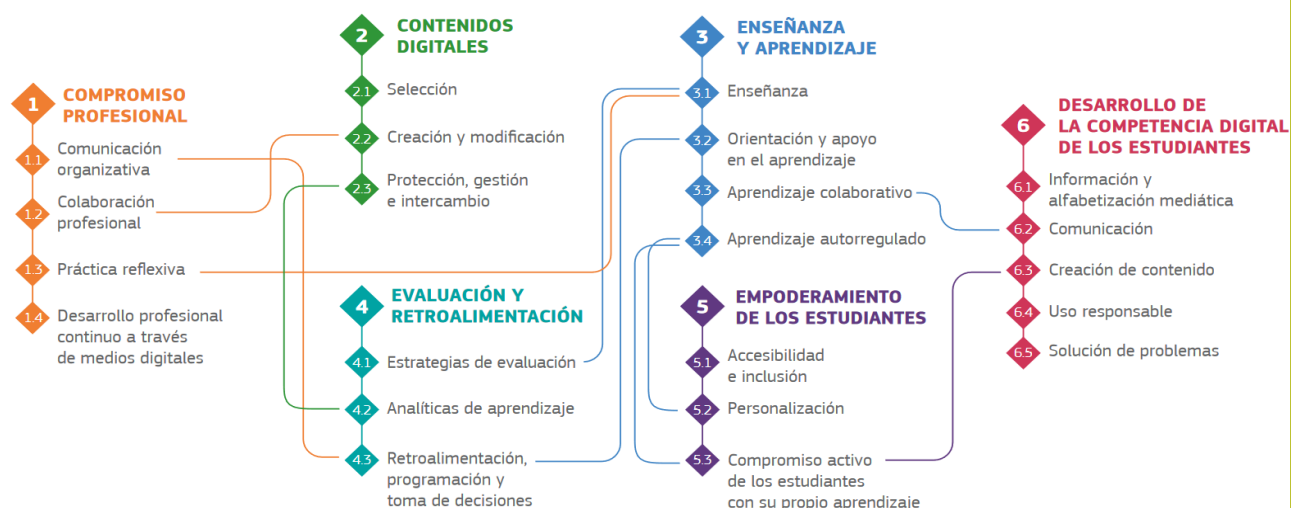 1
COMPROMISO
PROFESIONAL
1.1
Comunicación
organizativa
1.2
Colaboración
profesional
1.3
Práctica reflexiva
1.4
Desarrollo profesional
continuo a través
de medios digitales
2
CONTENIDOS
DIGITALES
2.1
Selección
2.2
Creación y modificación
2.3
Protección, gestión
e intercambio
3
ENSEÑANZA
Y APRENDIZAJE
3.1
Enseñanza
3.2
Orientación y apoyo
en el aprendizaje
3.3
Aprendizaje colaborativo
3.4
Aprendizaje autorregulado
4
EVALUACIÓN Y
RETROALIMENTACIÓN
4.1
Estrategias de evaluación
4.2
Analíticas de aprendizaje
4.3
Retroalimentación,
programación y
toma de decisiones
5
EMPODERAMIENTO
DE LOS ESTUDIANTES
5.1
Accesibilidad
e inclusión
5.2
Personalización
5.3
Compromiso activo
de los estudiantes
con su propio aprendizaje
6
DESARROLLO DE
LA COMPETENCIA DIGITAL
DE LOS ESTUDIANTES
6.1
Información y
alfabetización mediática
6.2
Comunicación
6.3
Creación de contenido
6.4
Uso responsable
6.5
Solución de problemas